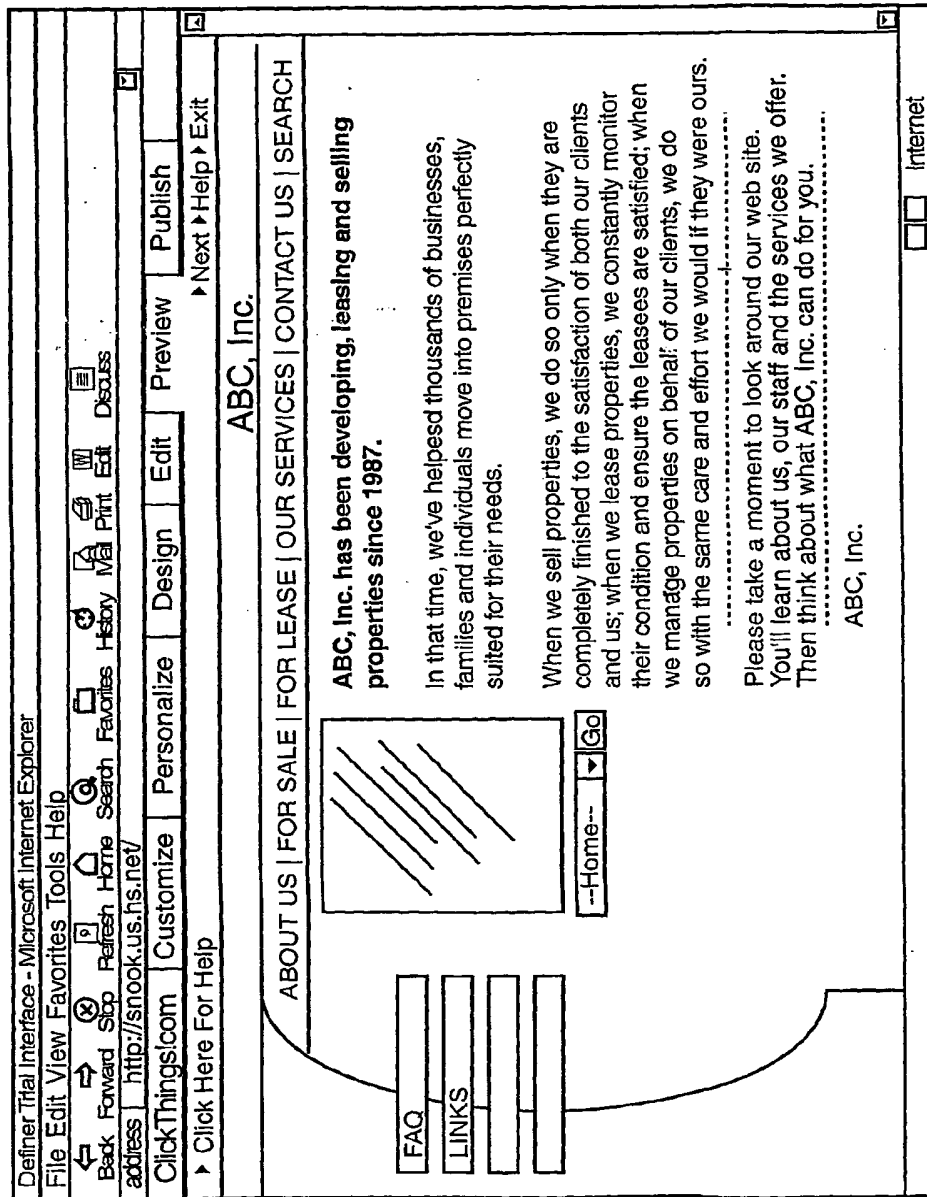 Definer Trial Interface - Microsoft Internet Explorer
File Edit View Favorites Tools Help
Back Forward Stop Refresh Home Search Favorites History Mail Print Edit Discuss
address http://snook.us.hs.net/
ClickThings!com Customize Personalize Design Edit Preview Publish
Click Here For Help Next Help Exit
ABC, Inc.
ABOUT US | FOR SALE | FOR LEASE | OUR SERVICES | CONTACT US | SEARCH
FAQ
LINKS
--Home-- Go
ABC, Inc. has been developing, leasing and selling
properties since 1987.
In that time, we've helpesd thousands of businesses,
families and individuals move into premises perfectly
suited for their needs.
When we sell properties, we do so only when they are
completely finished to the satisfaction of both our clients
and us; when we lease properties, we constantly monitor
their condition and ensure the leasees are satisfied; when
we manage properties on behalf of our clients, we do
so with the same care and effort we would if they were ours.
Please take a moment to look around our web site.
You'll learn about us, our staff and the services we offer.
Then think about what ABC, Inc. can do for you.
ABC, Inc.
Internet